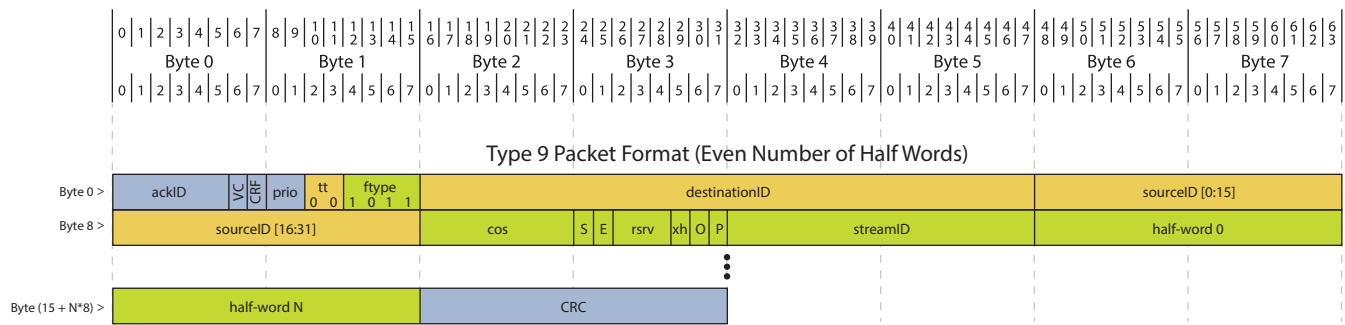 0 1 2 3 4 5 6 7 8 9 10 11 12 13 14 15 16 17 18 19 20 21 22 23 24 25 26 27 28 29 30 31 32 33 34 35 36 37 38 39 40 41 42 43 44 45 46 47 48 49 50 51 52 53 54 55 56 57 58 59 60 61 62 63
Byte 0 Byte 1 Byte 2 Byte 3 Byte 4 Byte 5 Byte 6 Byte 7
0 1 2 3 4 5 6 7 0 1 2 3 4 5 6 7 0 1 2 3 4 5 6 7 0 1 2 3 4 5 6 7 0 1 2 3 4 5 6 7 0 1 2 3 4 5 6 7 0 1 2 3 4 5 6 7 0 1 2 3 4 5 6 7
Type 9 Packet Format (Even Number of Half Words)
Byte 0 > ackID VC CRF prio tt 0 0 ftype 1 0 1 1 destinationID sourceID [0:15]
Byte 8 > sourceID [16:31] cos S E rsrv xh O P streamID half-word 0
Byte (15 + N*8) > half-word N CRC